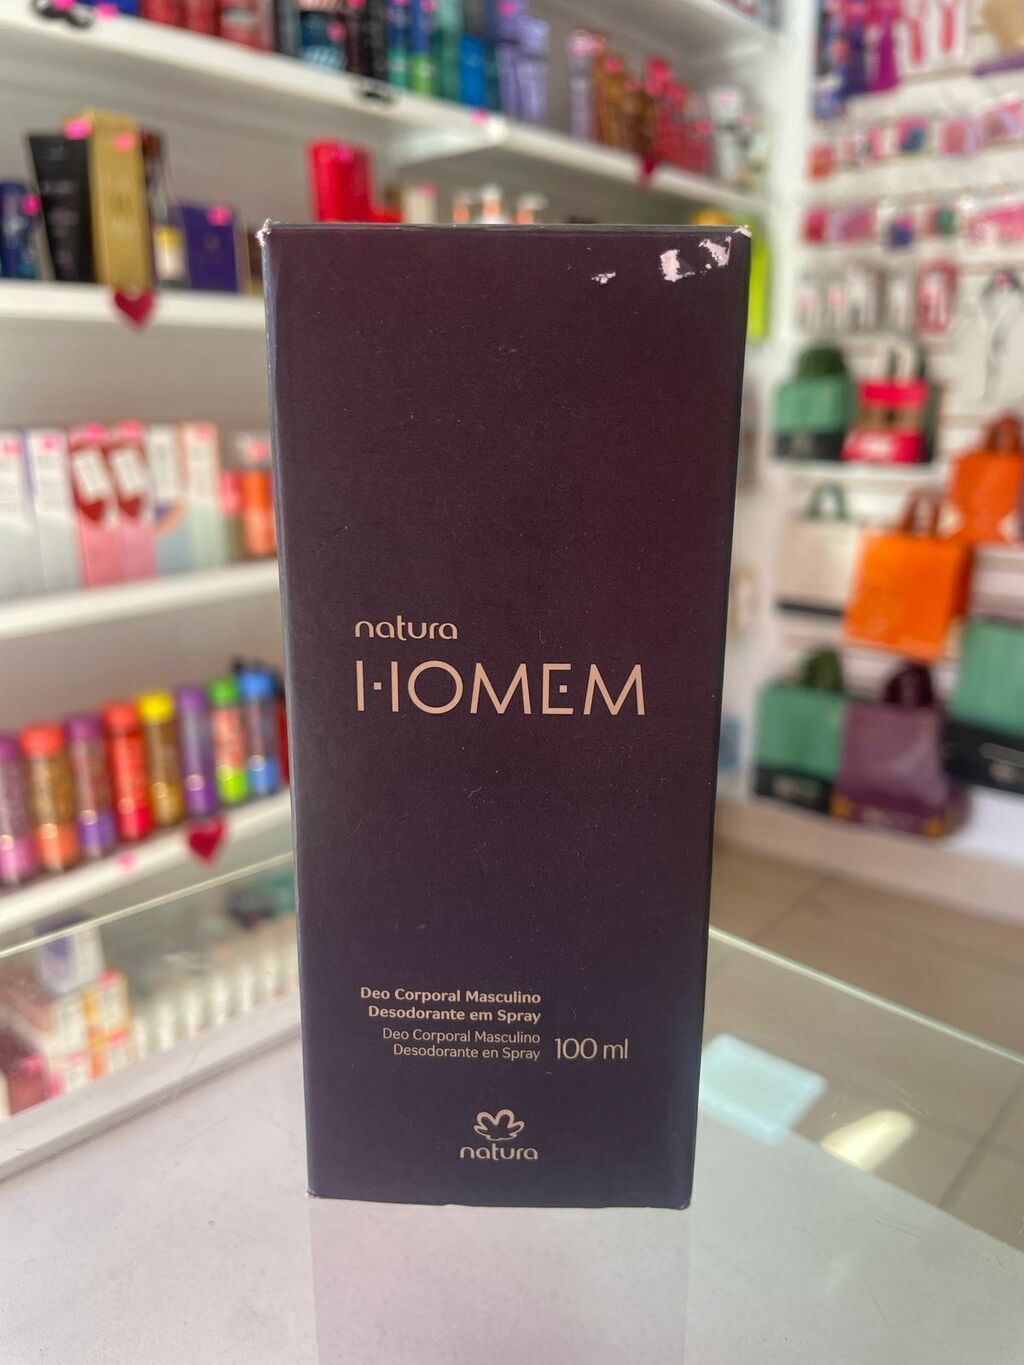 natura
HOMEM
Deo Corporal Masculino
Desodorante em Spray
Deo Corporal Masculino
Desodorante en Spray
100 ml
natura